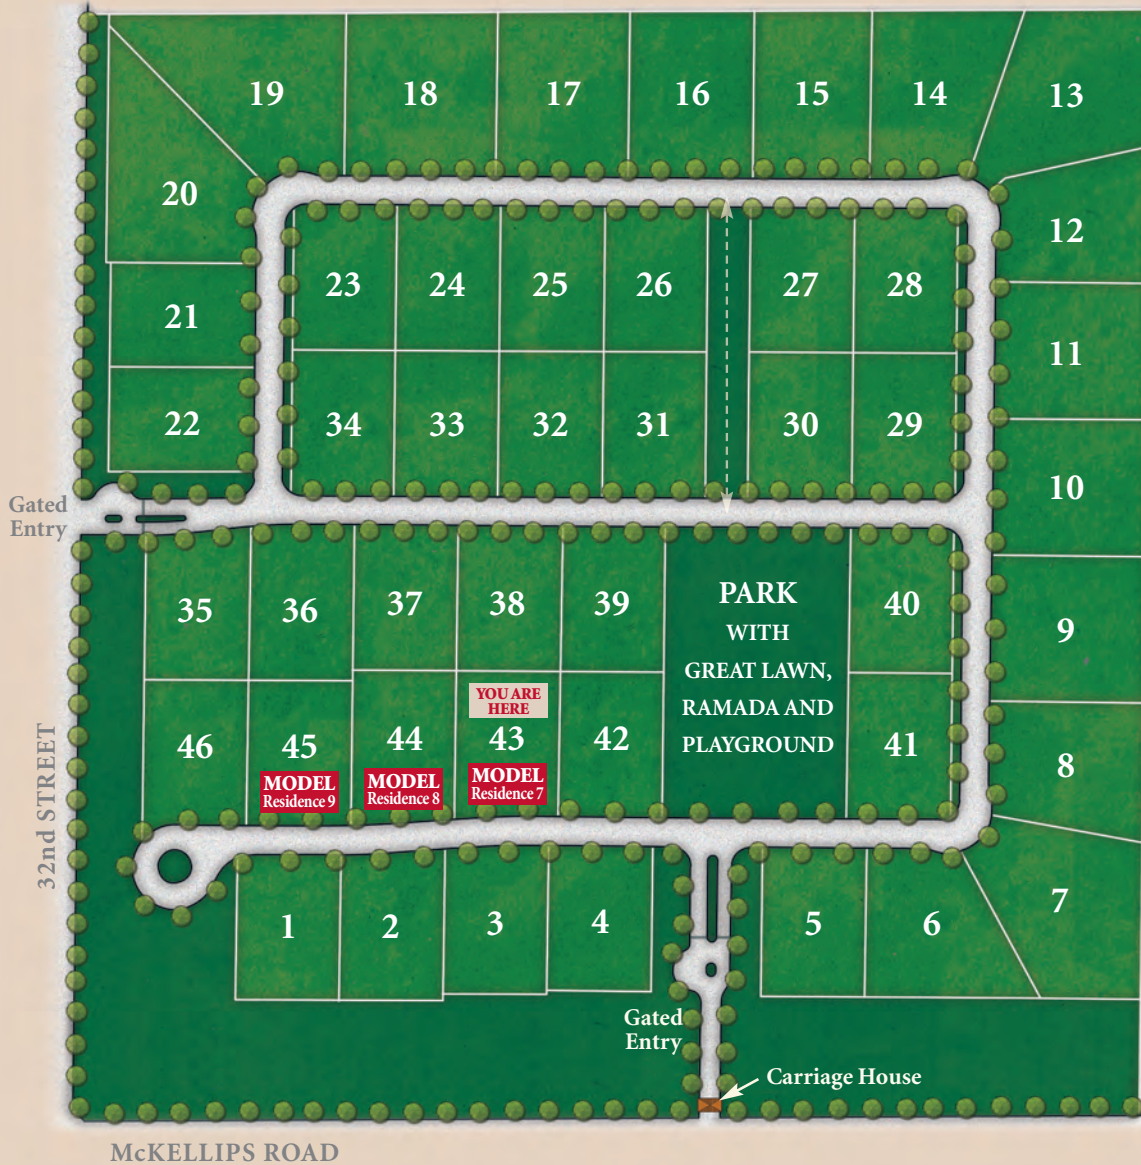 19
18
17
16
15
14
13
20
12
23
24
25
26
27
28
21
11
22
34
33
32
31
30
29
10
Gated
Entry
35
36
37
38
39
PARK
WITH
GREAT LAWN,
RAMADA AND
PLAYGROUND
40
9
46
45
MODEL
Residence 9
44
MODEL
Residence 8
YOU ARE
HERE
43
MODEL
Residence 7
42
41
8
32nd STREET
1
2
3
4
5
6
7
Gated
Entry
Carriage House
McKELLIPS ROAD